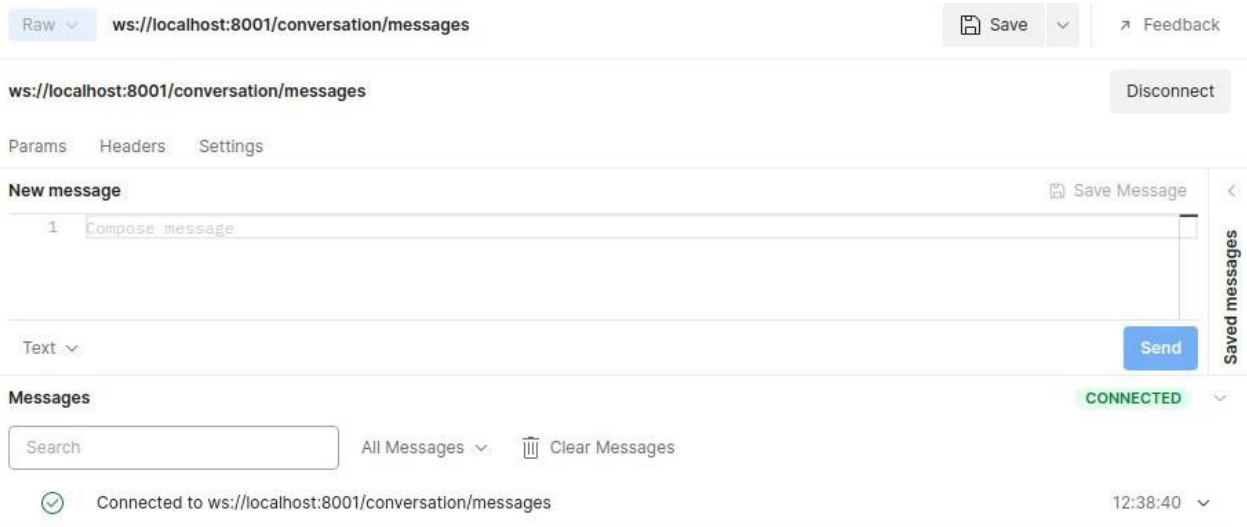 Raw ws://localhost:8001/conversation/messages Save Feedback
ws://localhost:8001/conversation/messages Disconnect
Params Headers Settings
New message Save Message
1 Compose message
Saved messages
Text Send
Messages CONNECTED
Search All Messages Clear Messages
Connected to ws://localhost:8001/conversation/messages 12:38:40